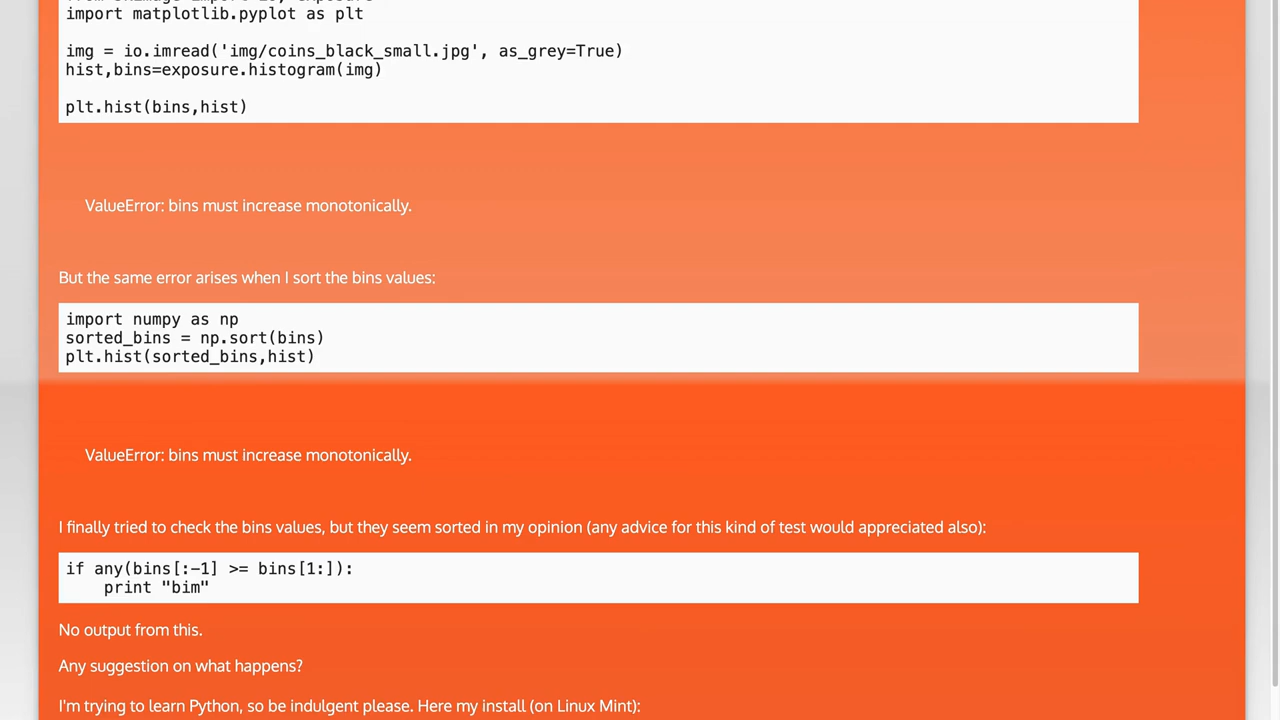 import matplotlib.pyplot as plt
img = io.imread('img/coins_black_small.jpg', as_grey=True)
hist,bins=exposure.histogram(img)
plt.hist(bins,hist)
ValueError: bins must increase monotonically.
But the same error arises when I sort the bins values:
import numpy as np
sorted_bins = np.sort(bins)
plt.hist(sorted_bins,hist)
ValueError: bins must increase monotonically.
I finally tried to check the bins values, but they seem sorted in my opinion (any advice for this kind of test would appreciated also):
if any(bins[:-1] >= bins[1:]):
    print "bim"
No output from this.
Any suggestion on what happens?
I'm trying to learn Python, so be indulgent please. Here my install (on Linux Mint):